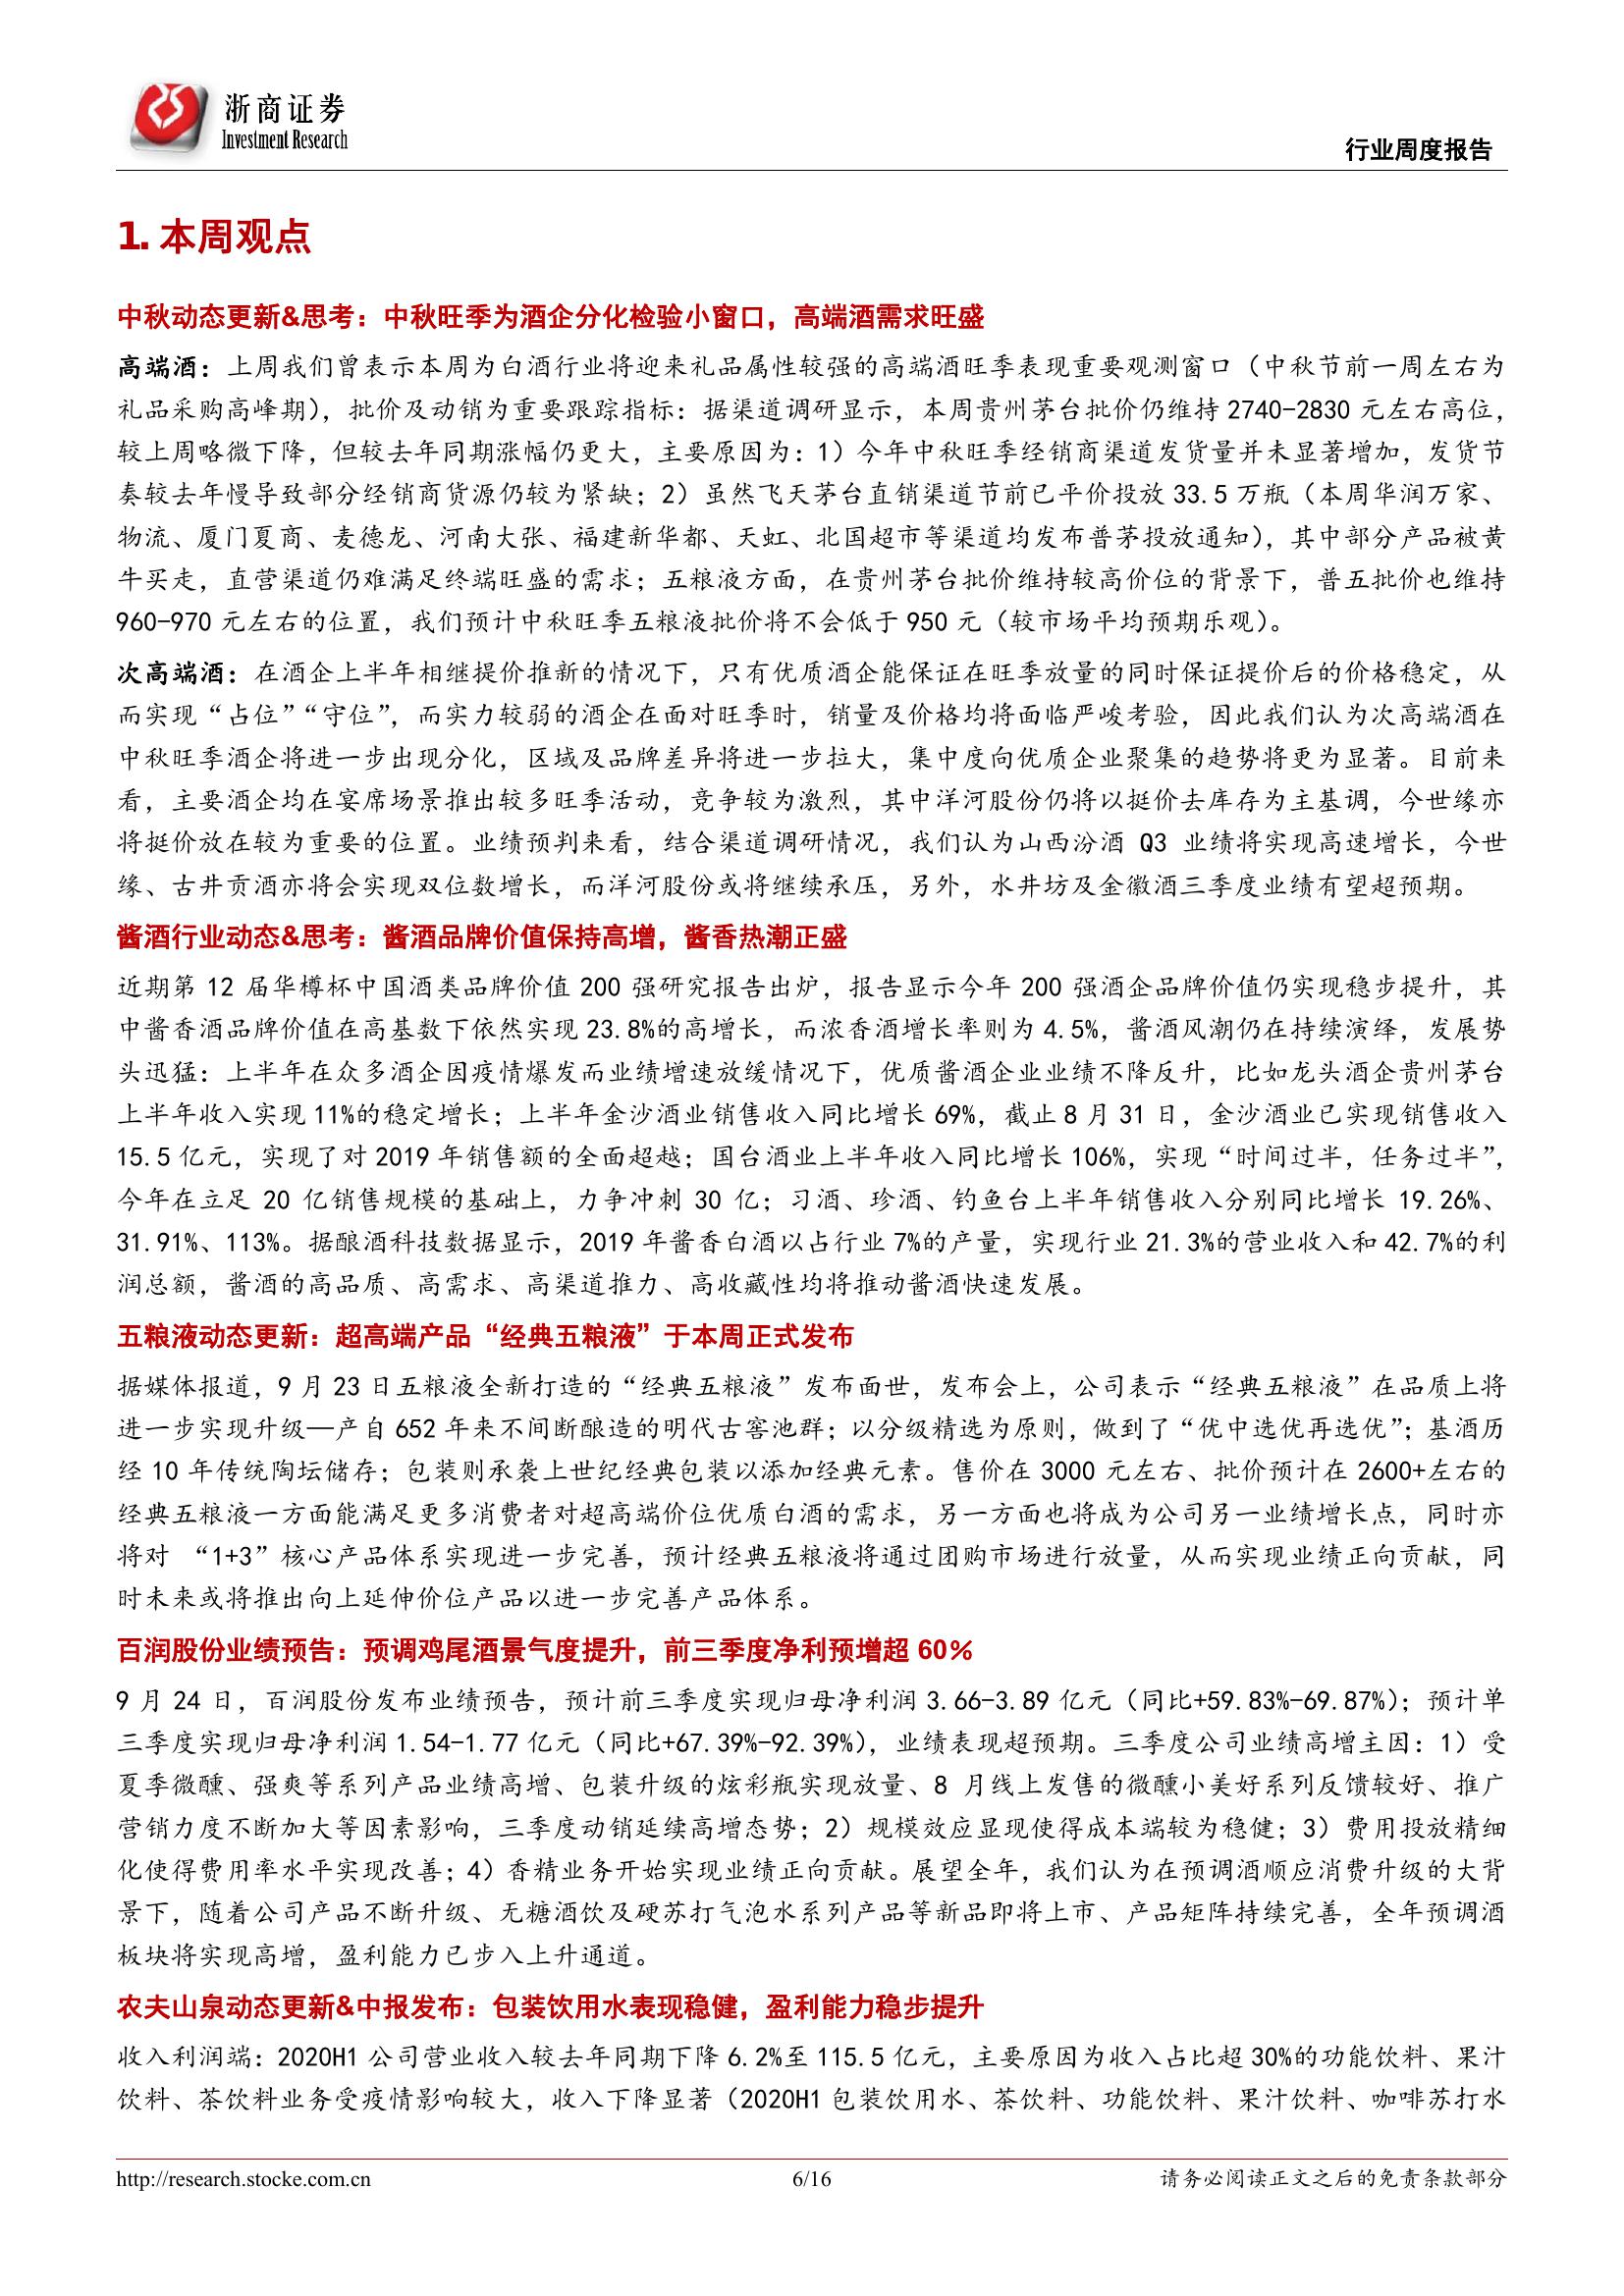 浙商证券
Investment Research
行业周度报告
1. 本周观点
中秋动态更新&思考：中秋旺季为酒企分化检验小窗口，高端酒需求旺盛
高端酒：上周我们曾表示本周为白酒行业将迎来礼品属性较强的高端酒旺季表现重要观测窗口（中秋节前一周左右为
礼品采购高峰期），批价及动销为重要跟踪指标：据渠道调研显示，本周贵州茅台批价仍维持 2740-2830 元左右高位，
较上周略微下降，但较去年同期涨幅仍更大，主要原因为：1）今年中秋旺季经销商渠道发货量并未显著增加，发货节
奏较去年慢导致部分经销商货源仍较为紧缺；2）虽然飞天茅台直销渠道节前已平价投放 33.5 万瓶（本周华润万家、
物流、厦门夏商、麦德龙、河南大张、福建新华都、天虹、北国超市等渠道均发布普茅投放通知），其中部分产品被黄
牛买走，直营渠道仍难满足终端旺盛的需求；五粮液方面，在贵州茅台批价维持较高价位的背景下，普五批价也维持
960-970 元左右的位置，我们预计中秋旺季五粮液批价将不会低于 950 元（较市场平均预期乐观）。
次高端酒：在酒企上半年相继提价推新的情况下，只有优质酒企能保证在旺季放量的同时保证提价后的价格稳定，从
而实现“占位”“守位”，而实力较弱的酒企在面对旺季时，销量及价格均将面临严峻考验，因此我们认为次高端酒在
中秋旺季酒企将进一步出现分化，区域及品牌差异将进一步拉大，集中度向优质企业聚集的趋势将更为显著。目前来
看，主要酒企均在宴席场景推出较多旺季活动，竞争较为激烈，其中洋河股份仍将以挺价去库存为主基调，今世缘亦
将挺价放在较为重要的位置。业绩预判来看，结合渠道调研情况，我们认为山西汾酒 Q3 业绩将实现高速增长，今世
缘、古井贡酒亦将会实现双位数增长，而洋河股份或将继续承压，另外，水井坊及金徽酒三季度业绩有望超预期。
酱酒行业动态&思考：酱酒品牌价值保持高增，酱香热潮正盛
近期第 12 届华樽杯中国酒类品牌价值 200 强研究报告出炉，报告显示今年 200 强酒企品牌价值仍实现稳步提升，其
中酱香酒品牌价值在高基数下依然实现 23.8%的高增长，而浓香酒增长率则为 4.5%，酱酒风潮仍在持续演绎，发展势
头迅猛：上半年在众多酒企因疫情爆发而业绩增速放缓情况下，优质酱酒企业业绩不降反升，比如龙头酒企贵州茅台
上半年收入实现 11%的稳定增长；上半年金沙酒业销售收入同比增长 69%，截止 8 月 31 日，金沙酒业已实现销售收入
15.5 亿元，实现了对 2019 年销售额的全面超越；国台酒业上半年收入同比增长 106%，实现“时间过半，任务过半”，
今年在立足 20 亿销售规模的基础上，力争冲刺 30 亿；习酒、珍酒、钓鱼台上半年销售收入分别同比增长 19.26%、
31.91%、113%。据酿酒科技数据显示，2019 年酱香白酒以占行业 7%的产量，实现行业 21.3%的营业收入和 42.7%的利
润总额，酱酒的高品质、高需求、高渠道推力、高收藏性均将推动酱酒快速发展。
五粮液动态更新：超高端产品“经典五粮液”于本周正式发布
据媒体报道，9 月 23 日五粮液全新打造的“经典五粮液”发布面世，发布会上，公司表示“经典五粮液”在品质上将
进一步实现升级—产自 652 年来不间断酿造的明代古窖池群；以分级精选为原则，做到了“优中选优再选优”；基酒历
经 10 年传统陶坛储存；包装则承袭上世纪经典包装以添加经典元素。售价在 3000 元左右、批价预计在 2600+左右的
经典五粮液一方面能满足更多消费者对超高端价位优质白酒的需求，另一方面也将成为公司另一业绩增长点，同时亦
将对 “1+3”核心产品体系实现进一步完善，预计经典五粮液将通过团购市场进行放量，从而实现业绩正向贡献，同
时未来或将推出向上延伸价位产品以进一步完善产品体系。
百润股份业绩预告：预调鸡尾酒景气度提升，前三季度净利预增超 60%
9 月 24 日，百润股份发布业绩预告，预计前三季度实现归母净利润 3.66-3.89 亿元（同比+59.83%-69.87%）；预计单
三季度实现归母净利润 1.54-1.77 亿元（同比+67.39%-92.39%），业绩表现超预期。三季度公司业绩高增主因：1）受
夏季微醺、强爽等系列产品业绩高增、包装升级的炫彩瓶实现放量、8 月线上发售的微醺小美好系列反馈较好、推广
营销力度不断加大等因素影响，三季度动销延续高增态势；2）规模效应显现使得成本端较为稳健；3）费用投放精细
化使得费用率水平实现改善；4）香精业务开始实现业绩正向贡献。展望全年，我们认为在预调酒顺应消费升级的大背
景下，随着公司产品不断升级、无糖酒饮及硬苏打气泡水系列产品等新品即将上市、产品矩阵持续完善，全年预调酒
板块将实现高增，盈利能力已步入上升通道。
农夫山泉动态更新&中报发布：包装饮用水表现稳健，盈利能力稳步提升
收入利润端：2020H1 公司营业收入较去年同期下降 6.2%至 115.5 亿元，主要原因为收入占比超 30%的功能饮料、果汁
饮料、茶饮料业务受疫情影响较大，收入下降显著（2020H1 包装饮用水、茶饮料、功能饮料、果汁饮料、咖啡苏打水
http://research.stocke.com.cn
6/16
请务必阅读正文之后的免责条款部分